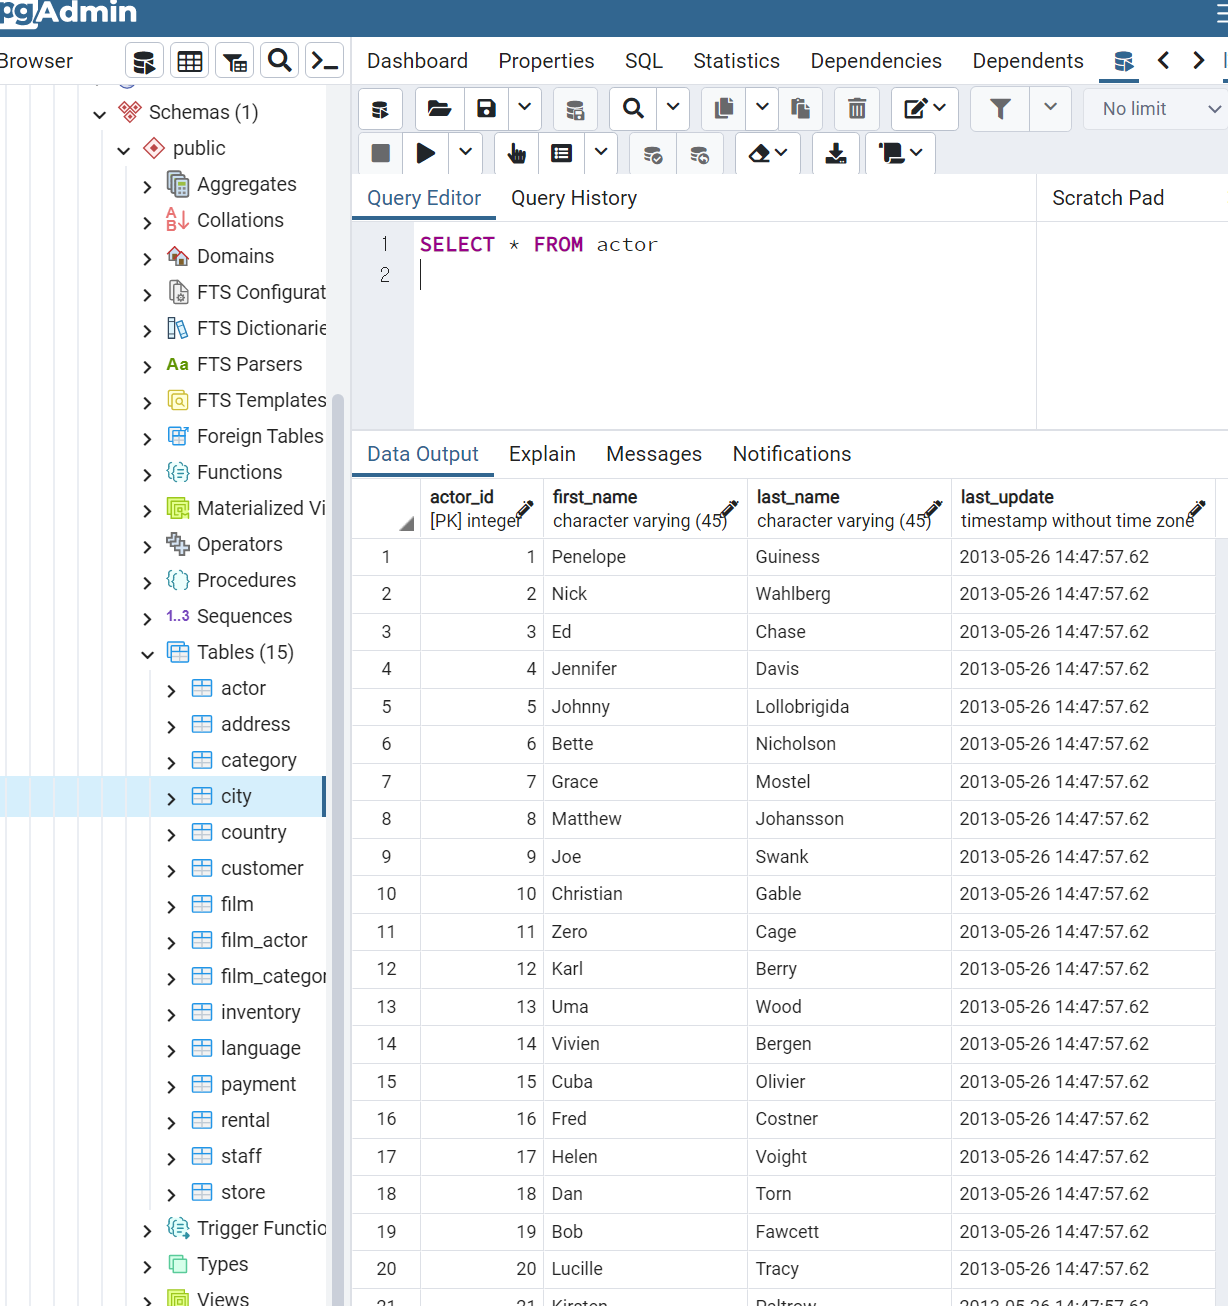 pgAdmin
Browser
Dashboard Properties SQL Statistics Dependencies Dependents
No limit
Query Editor Query History Scratch Pad
1 SELECT * FROM actor
2
Schemas (1)
public
Aggregates
Collations
Domains
FTS Configurat
FTS Dictionarie
Aa FTS Parsers
FTS Templates
Foreign Tables
Functions
Materialized Vi
Operators
Procedures
1..3 Sequences
Tables (15)
actor
address
category
city
country
customer
film
film_actor
film_categor
inventory
language
payment
rental
staff
store
Trigger Functio
Types
Views
Data Output Explain Messages Notifications
actor_id first_name last_name last_update
[PK] integer character varying (45) character varying (45) timestamp without time zone
1 1 Penelope Guiness 2013-05-26 14:47:57.62
2 2 Nick Wahlberg 2013-05-26 14:47:57.62
3 3 Ed Chase 2013-05-26 14:47:57.62
4 4 Jennifer Davis 2013-05-26 14:47:57.62
5 5 Johnny Lollobrigida 2013-05-26 14:47:57.62
6 6 Bette Nicholson 2013-05-26 14:47:57.62
7 7 Grace Mostel 2013-05-26 14:47:57.62
8 8 Matthew Johansson 2013-05-26 14:47:57.62
9 9 Joe Swank 2013-05-26 14:47:57.62
10 10 Christian Gable 2013-05-26 14:47:57.62
11 11 Zero Cage 2013-05-26 14:47:57.62
12 12 Karl Berry 2013-05-26 14:47:57.62
13 13 Uma Wood 2013-05-26 14:47:57.62
14 14 Vivien Bergen 2013-05-26 14:47:57.62
15 15 Cuba Olivier 2013-05-26 14:47:57.62
16 16 Fred Costner 2013-05-26 14:47:57.62
17 17 Helen Voight 2013-05-26 14:47:57.62
18 18 Dan Torn 2013-05-26 14:47:57.62
19 19 Bob Fawcett 2013-05-26 14:47:57.62
20 20 Lucille Tracy 2013-05-26 14:47:57.62